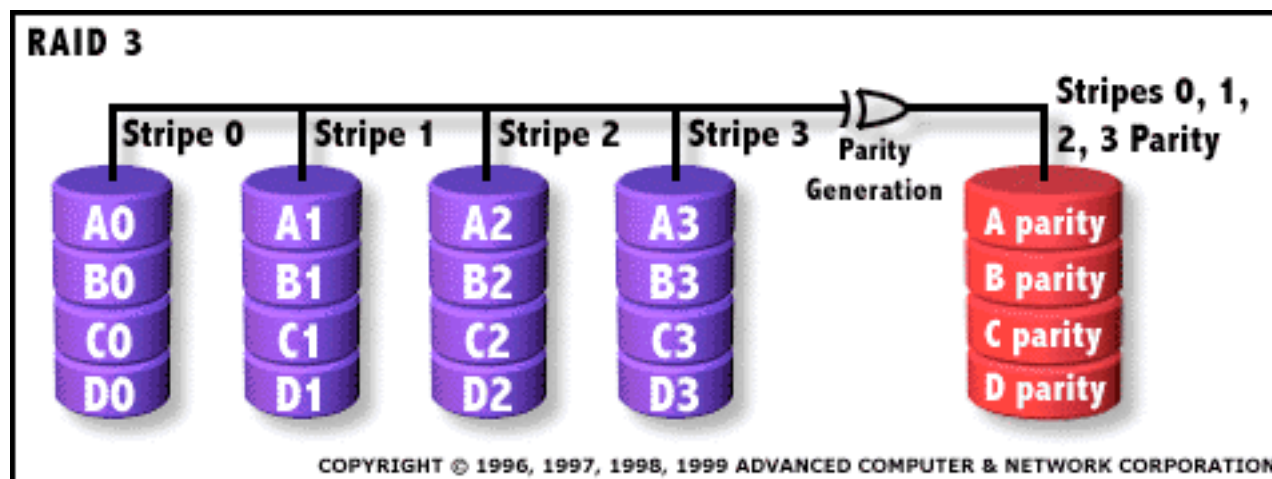 RAID 3
Stripe 0
Stripe 1
Stripe 2
Stripe 3
Parity
Generation
Stripes 0, 1,
2, 3 Parity
A0
A1
A2
A3
A parity
B0
B1
B2
B3
B parity
C0
C1
C2
C3
C parity
D0
D1
D2
D3
D parity
COPYRIGHT © 1996, 1997, 1998, 1999 ADVANCED COMPUTER & NETWORK CORPORATION